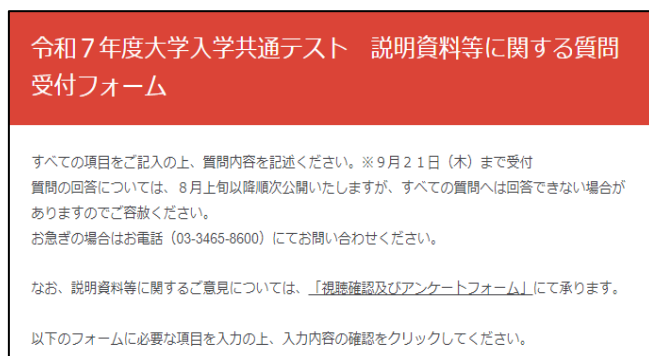 令和７年度大学入学共通テスト　説明資料等に関する質問
受付フォーム
すべての項目をご記入の上、質問内容を記述ください。※９月２１日（木）まで受付
質問の回答については、８月上旬以降順次公開いたしますが、すべての質問へは回答できない場合が
ありますのでご容赦ください。
お急ぎの場合はお電話（03-3465-8600）にてお問い合わせください。
なお、説明資料等に関するご意見については、「視聴確認及びアンケートフォーム」にて承ります。
以下のフォームに必要な項目を入力の上、入力内容の確認をクリックしてください。